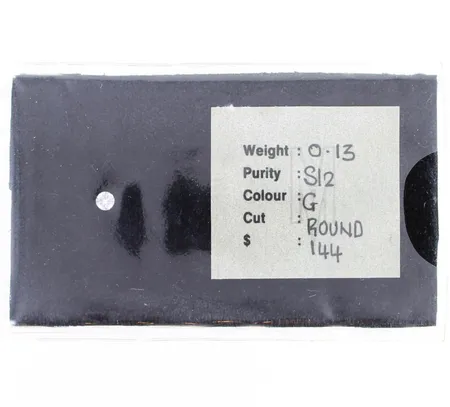 Weight : 0.13
Purity : SI2
Colour : G
Cut : ROUND
$ : 144